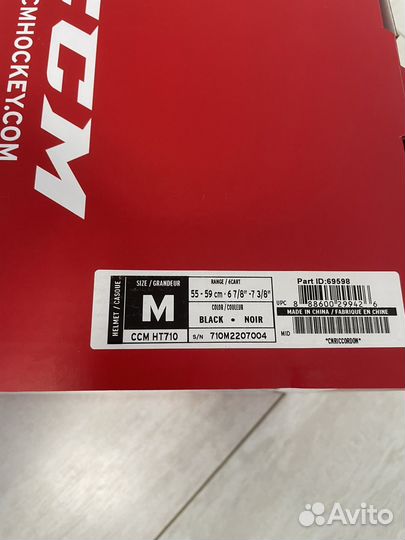 CCM
CCMHOCKEY.COM
HELMET / CASQUE
SIZE / GRANDEUR
M
CCM HT710
RANGE / ÉCART
55 - 59 cm · 6 7/8" -7 3/8"
COLOR / COULEUR
BLACK • NOIR
S/N 710M2207004
Part ID:69598
UPC 8 88600 29942 6
MADE IN CHINA / FABRIQUÉ EN CHINE
MID
*CNRICCORDON*
Avito